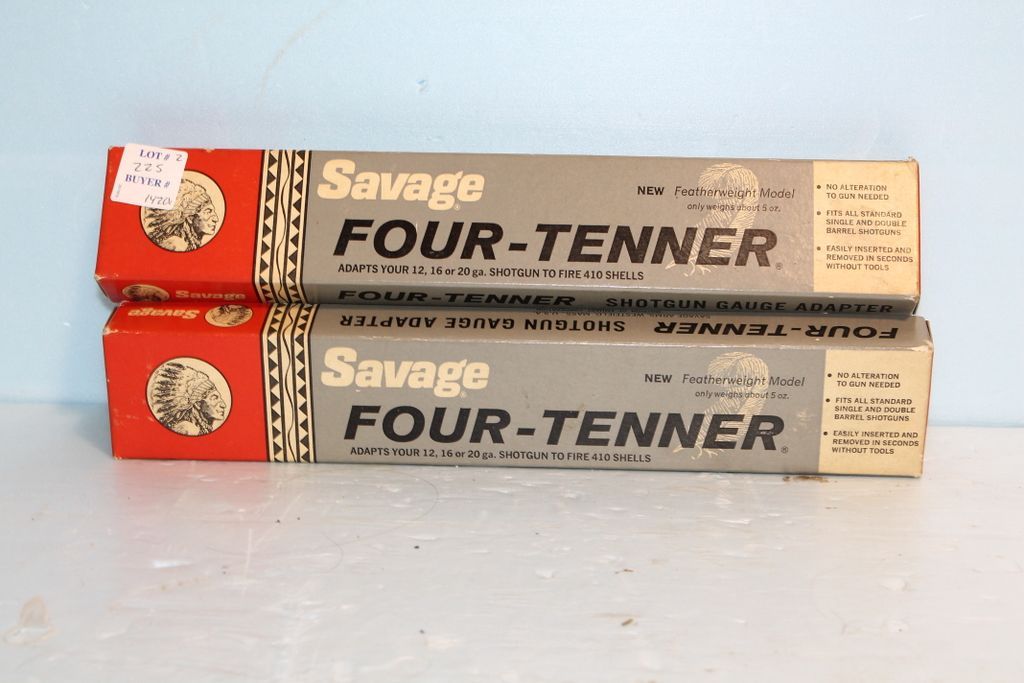 LOT # 2
225
BUYER #
Savage
NEW Featherweight Model
only weighs about 5 oz.
FOUR-TENNER®
ADAPTS YOUR 12, 16 or 20 ga. SHOTGUN TO FIRE 410 SHELLS
• NO ALTERATION
TO GUN NEEDED
• FITS ALL STANDARD
SINGLE AND DOUBLE
BARREL SHOTGUNS
• EASILY INSERTED AND
REMOVED IN SECONDS
WITHOUT TOOLS
Savage FOUR-TENNER SHOTGUN GAUGE ADAPTER
Savage
FOUR-TENNER SHOTGUN GAUGE ADAPTER
Savage
NEW Featherweight Model
only weighs about 5 oz.
FOUR-TENNER®
ADAPTS YOUR 12, 16 or 20 ga. SHOTGUN TO FIRE 410 SHELLS
• NO ALTERATION
TO GUN NEEDED
• FITS ALL STANDARD
SINGLE AND DOUBLE
BARREL SHOTGUNS
• EASILY INSERTED AND
REMOVED IN SECONDS
WITHOUT TOOLS